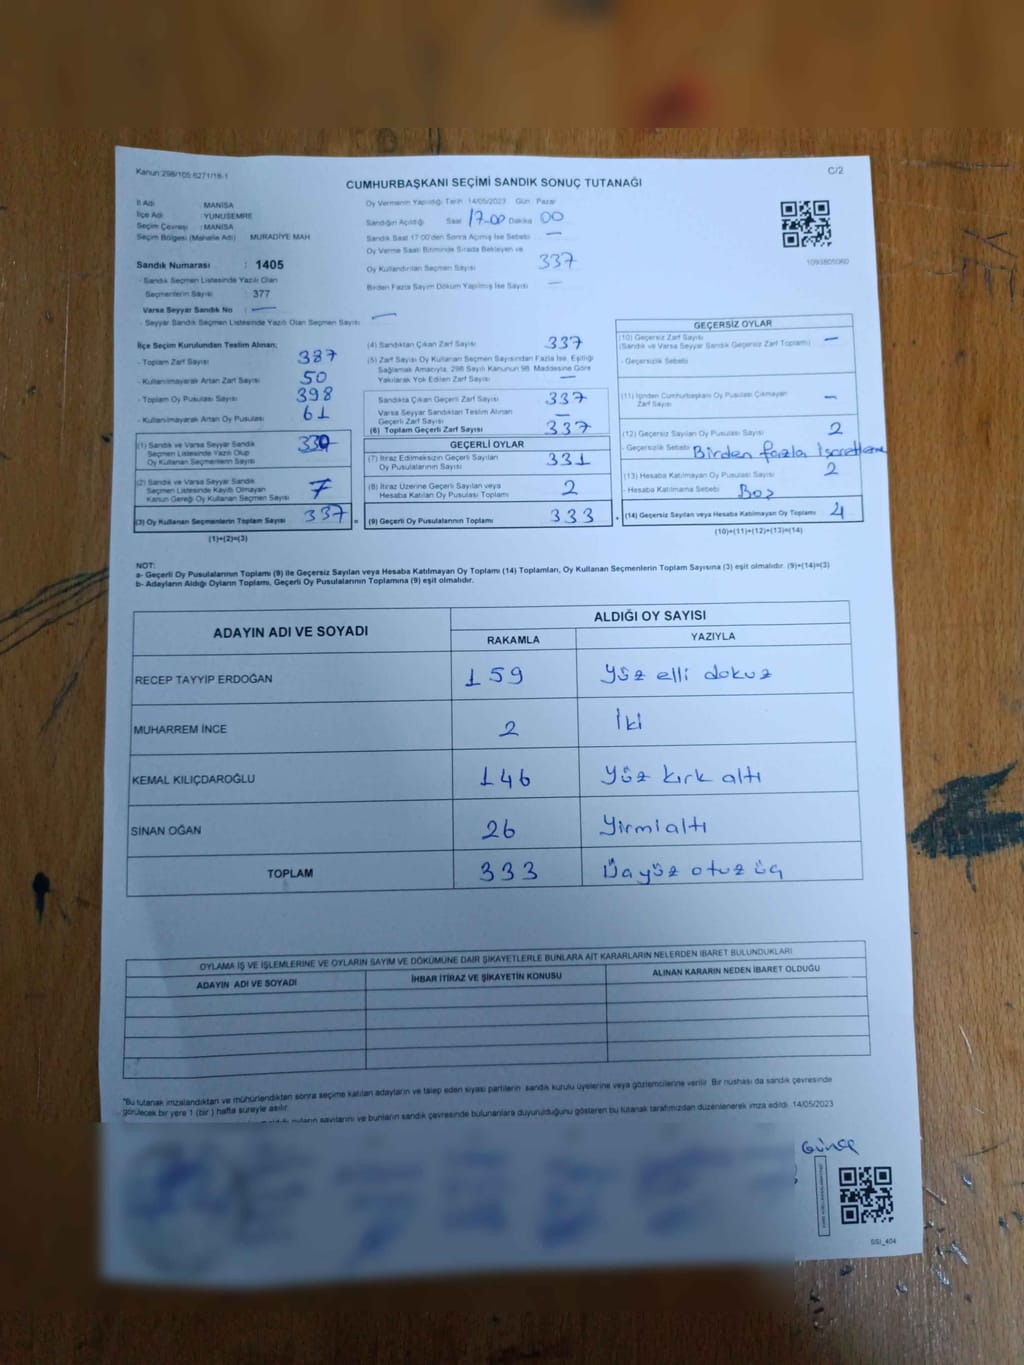 Kanun:298/105 6271/18-1
C/2
CUMHURBAŞKANI SEÇİMİ SANDIK SONUÇ TUTANAĞI
İl Adı : MANİSA
İlçe Adı : YUNUSEMRE
Seçim Çevresi : MANİSA
Seçim Bölgesi (Mahalle Adı) MURADİYE MAH
Sandık Numarası : 1405
- Sandık Seçmen Listesinde Yazılı Olan
Seçmenlerin Sayısı : 377
Varsa Seyyar Sandık No : —
- Seyyar Sandık Seçmen Listesinde Yazılı Olan Seçmen Sayısı —
Oy Vermenin Yapıldığı Tarih :14/05/2023 Gün : Pazar
Sandığın Açıldığı Saat 17.00 Dakika 00
Sandık Saat 17:00'den Sonra Açılmış İse Sebebi —
Oy Verme Saati Bitiminde Sırada Bekleyen ve
Oy Kullandırılan Seçmen Sayısı 337
Birden Fazla Sayım Döküm Yapılmış İse Sayısı —
1093805060
İlçe Seçim Kurulundan Teslim Alınan;
- Toplam Zarf Sayısı 387
- Kullanılmayarak Artan Zarf Sayısı 50
- Toplam Oy Pusulası Sayısı 398
- Kullanılmayarak Artan Oy Pusulası 61
(1) Sandık ve Varsa Seyyar Sandık
Seçmen Listesinde Yazılı Olup
Oy Kullanan Seçmenlerin Sayısı 330
(2) Sandık ve Varsa Seyyar Sandık
Seçmen Listesinde Kayıtlı Olmayan
Kanun Gereği Oy Kullanan Seçmen Sayısı 7
(3) Oy Kullanan Seçmenlerin Toplam Sayısı 337 =
(1)+(2)=(3)
(4) Sandıktan Çıkan Zarf Sayısı 337
(5) Zarf Sayısı Oy Kullanan Seçmen Sayısından Fazla İse, Eşitliği
Sağlamak Amacıyla, 298 Sayılı Kanunun 98. Maddesine Göre
Yakılarak Yok Edilen Zarf Sayısı —
Sandıkta Çıkan Geçerli Zarf Sayısı 337
Varsa Seyyar Sandıktan Teslim Alınan
Geçerli Zarf Sayısı —
(6) Toplam Geçerli Zarf Sayısı 337
GEÇERLİ OYLAR
(7) İtiraz Edilmeksizin Geçerli Sayılan
Oy Pusulalarının Sayısı 331
(8) İtiraz Üzerine Geçerli Sayılan veya
Hesaba Katılan Oy Pusulası Toplamı 2
(9) Geçerli Oy Pusulalarının Toplamı 333 +
GEÇERSİZ OYLAR
(10) Geçersiz Zarf Sayısı
(Sandık ve Varsa Seyyar Sandık Geçersiz Zarf Toplamı) —
- Geçersizlik Sebebi
(11) İçinden Cumhurbaşkanı Oy Pusulası Çıkmayan
Zarf Sayısı —
(12) Geçersiz Sayılan Oy Pusulası Sayısı 2
- Geçersizlik Sebebi Birden fazla İşaretleme
(13) Hesaba Katılmayan Oy Pusulası Sayısı 2
- Hesaba Katılmama Sebebi Boş
(14) Geçersiz Sayılan veya Hesaba Katılmayan Oy Toplamı 4
(10)+(11)+(12)+(13)=(14)
NOT:
a- Geçerli Oy Pusulalarının Toplamı (9) ile Geçersiz Sayılan veya Hesaba Katılmayan Oy Toplamı (14) Toplamları, Oy Kullanan Seçmenlerin Toplam Sayısına (3) eşit olmalıdır. (9)+(14)=(3)
b- Adayların Aldığı Oyların Toplamı, Geçerli Oy Pusulalarının Toplamına (9) eşit olmalıdır.
ADAYIN ADI VE SOYADI
ALDIĞI OY SAYISI
RAKAMLA YAZIYLA
RECEP TAYYİP ERDOĞAN 159 yüz elli dokuz
MUHARREM İNCE 2 İki
KEMAL KILIÇDAROĞLU 146 yüz kırk altı
SİNAN OĞAN 26 yirmialtı
TOPLAM 333 Üçyüz otuz üç
OYLAMA İŞ VE İŞLEMLERİNE VE OYLARIN SAYIM VE DÖKÜMÜNE DAİR ŞİKAYETLERLE BUNLARA AİT KARARLARIN NELERDEN İBARET BULUNDUKLARI
ADAYIN ADI VE SOYADI İHBAR İTİRAZ VE ŞİKAYETİN KONUSU ALINAN KARARIN NEDEN İBARET OLDUĞU
*Bu tutanak imzalandıktan ve mühürlendikten sonra seçime katılan adayların ve talep eden siyasi partilerin sandık kurulu üyelerine veya gözlemcilerine verilir. Bir nüshası da sandık çevresinde
görülecek bir yere 1 (bir) hafta süreyle asılır.
oyların sayılarını ve bunların sandık çevresinde bulunanlara duyurulduğunu gösteren bu tutanak tarafımızdan düzenlenerek imza edildi. 14/05/2023
SSI_404